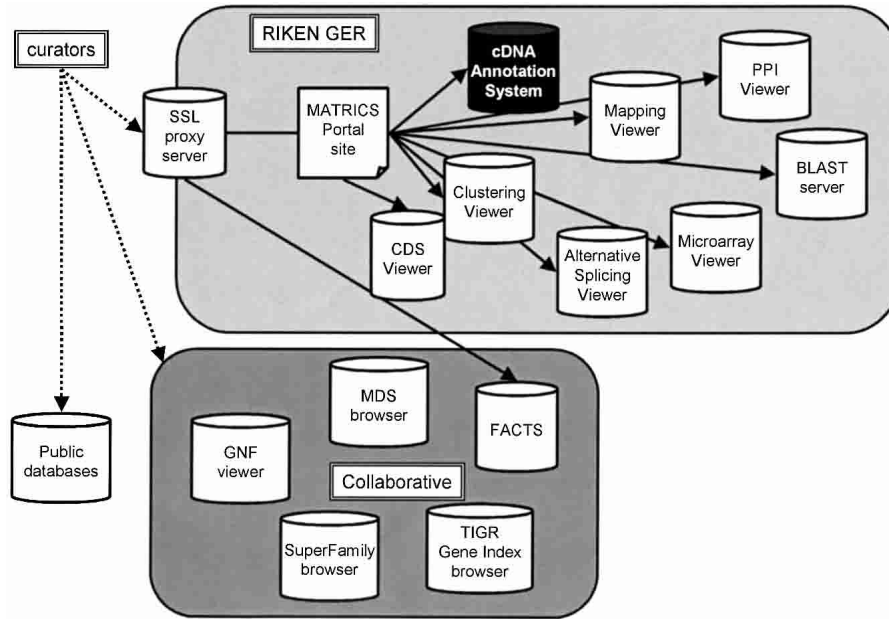 curators
RIKEN GER
cDNA
Annotation
System
PPI
Viewer
SSL
proxy
server
MATRICS
Portal
site
Mapping
Viewer
BLAST
server
Clustering
Viewer
CDS
Viewer
Alternative
Splicing
Viewer
Microarray
Viewer
MDS
browser
FACTS
Public
databases
GNF
viewer
Collaborative
SuperFamily
browser
TIGR
Gene Index
browser